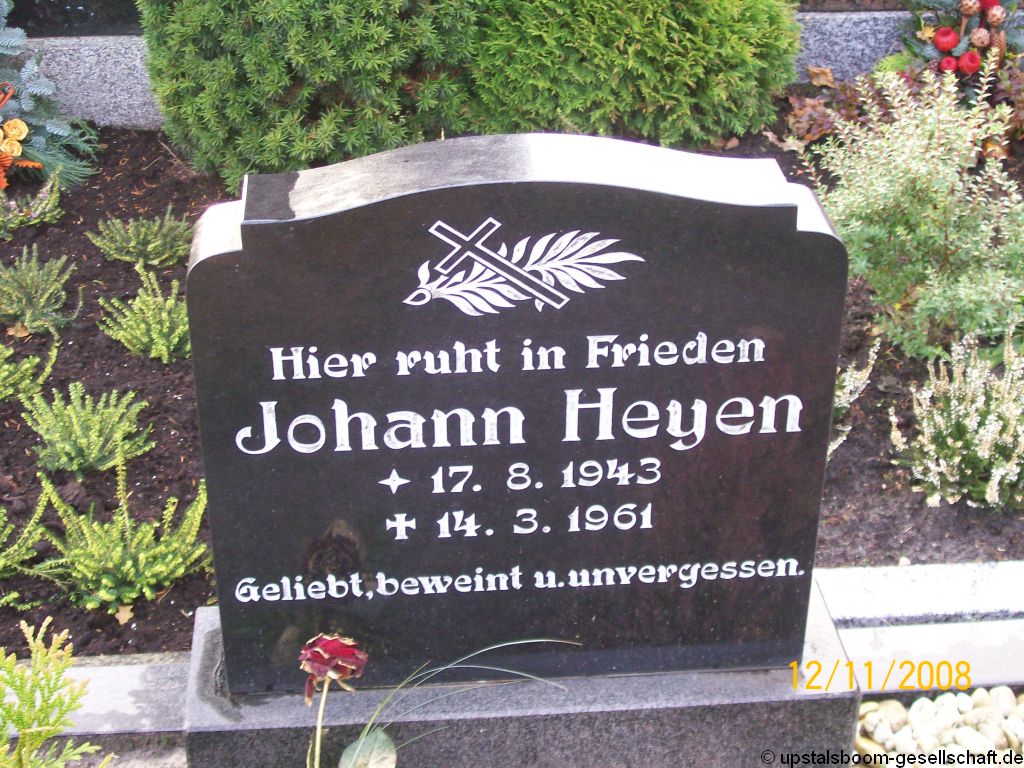 Hier ruht in Frieden
Johann Heyen
✦ 17. 8. 1943
✝ 14. 3. 1961
Geliebt, beweint u. unvergessen.
12/11/2008
© upstalsboom-gesellschaft.de